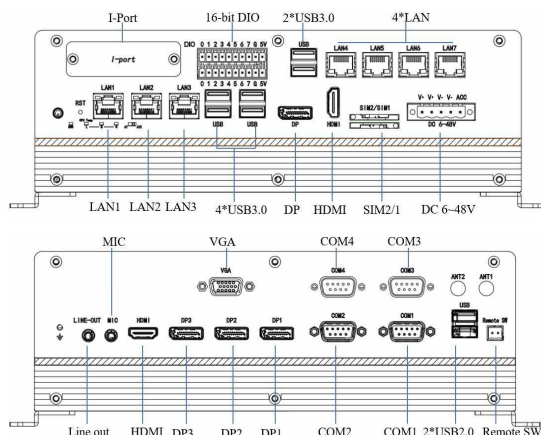 I-Port 16-bit DIO 2*USB3.0 4*LAN
DIO 0 1 2 3 4 5 6 7 G 5V USB LAN4 LAN5 LAN6 LAN7
I-port
0 1 2 3 4 5 6 7 G 5V
LAN1 LAN2 LAN3
SIM2/SIM1 V- V- V- V- ACC
RST
USB USB DP HDMI DC 6-48V
LAN1 LAN2 LAN3 4*USB3.0 DP HDMI SIM2/1 DC 6~48V
MIC VGA COM4 COM3
VGA COM4 COM3 ANT2 ANT1
USB
LINE-OUT MIC HDMI DP3 DP2 DP1 COM2 COM1 Remote SW
Line out HDMI DP3 DP2 DP1 COM2 COM1 2*USB2.0 Remote SW